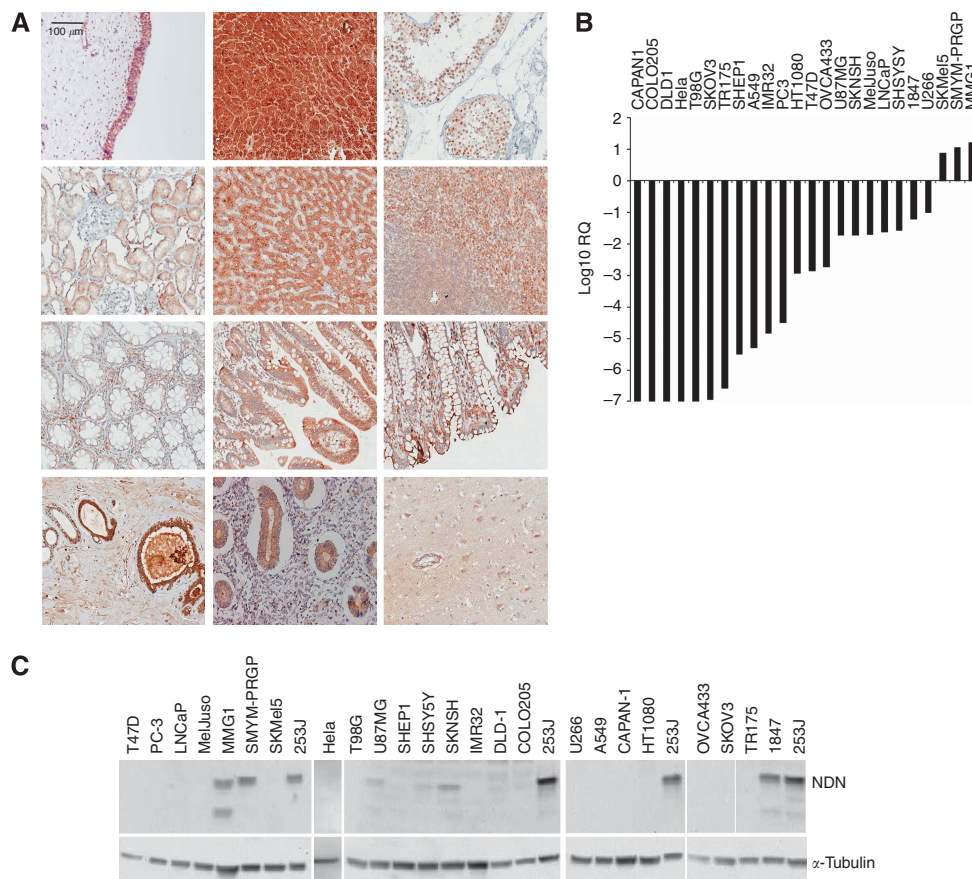 A
100 μm
B
CAPAN1
COLO205
DLD1
Hela
T98G
SKOV3
TR175
SHEP1
A549
IMR32
PC3
HT1080
T47D
OVCA433
U87MG
SKNSH
MelJuso
LNCaP
SHSYSY
1847
U266
SKMel5
SMYM-PRGP
MMG1
Log10 RQ
2
1
0
–1
–2
–3
–4
–5
–6
–7
C
T47D
PC-3
LNCaP
MelJuso
MMG1
SMYM-PRGP
SKMel5
253J
Hela
T98G
U87MG
SHEP1
SHSY5Y
SKNSH
IMR32
DLD-1
COLO205
253J
U266
A549
CAPAN-1
HT1080
253J
OVCA433
SKOV3
TR175
1847
253J
NDN
α-Tubulin